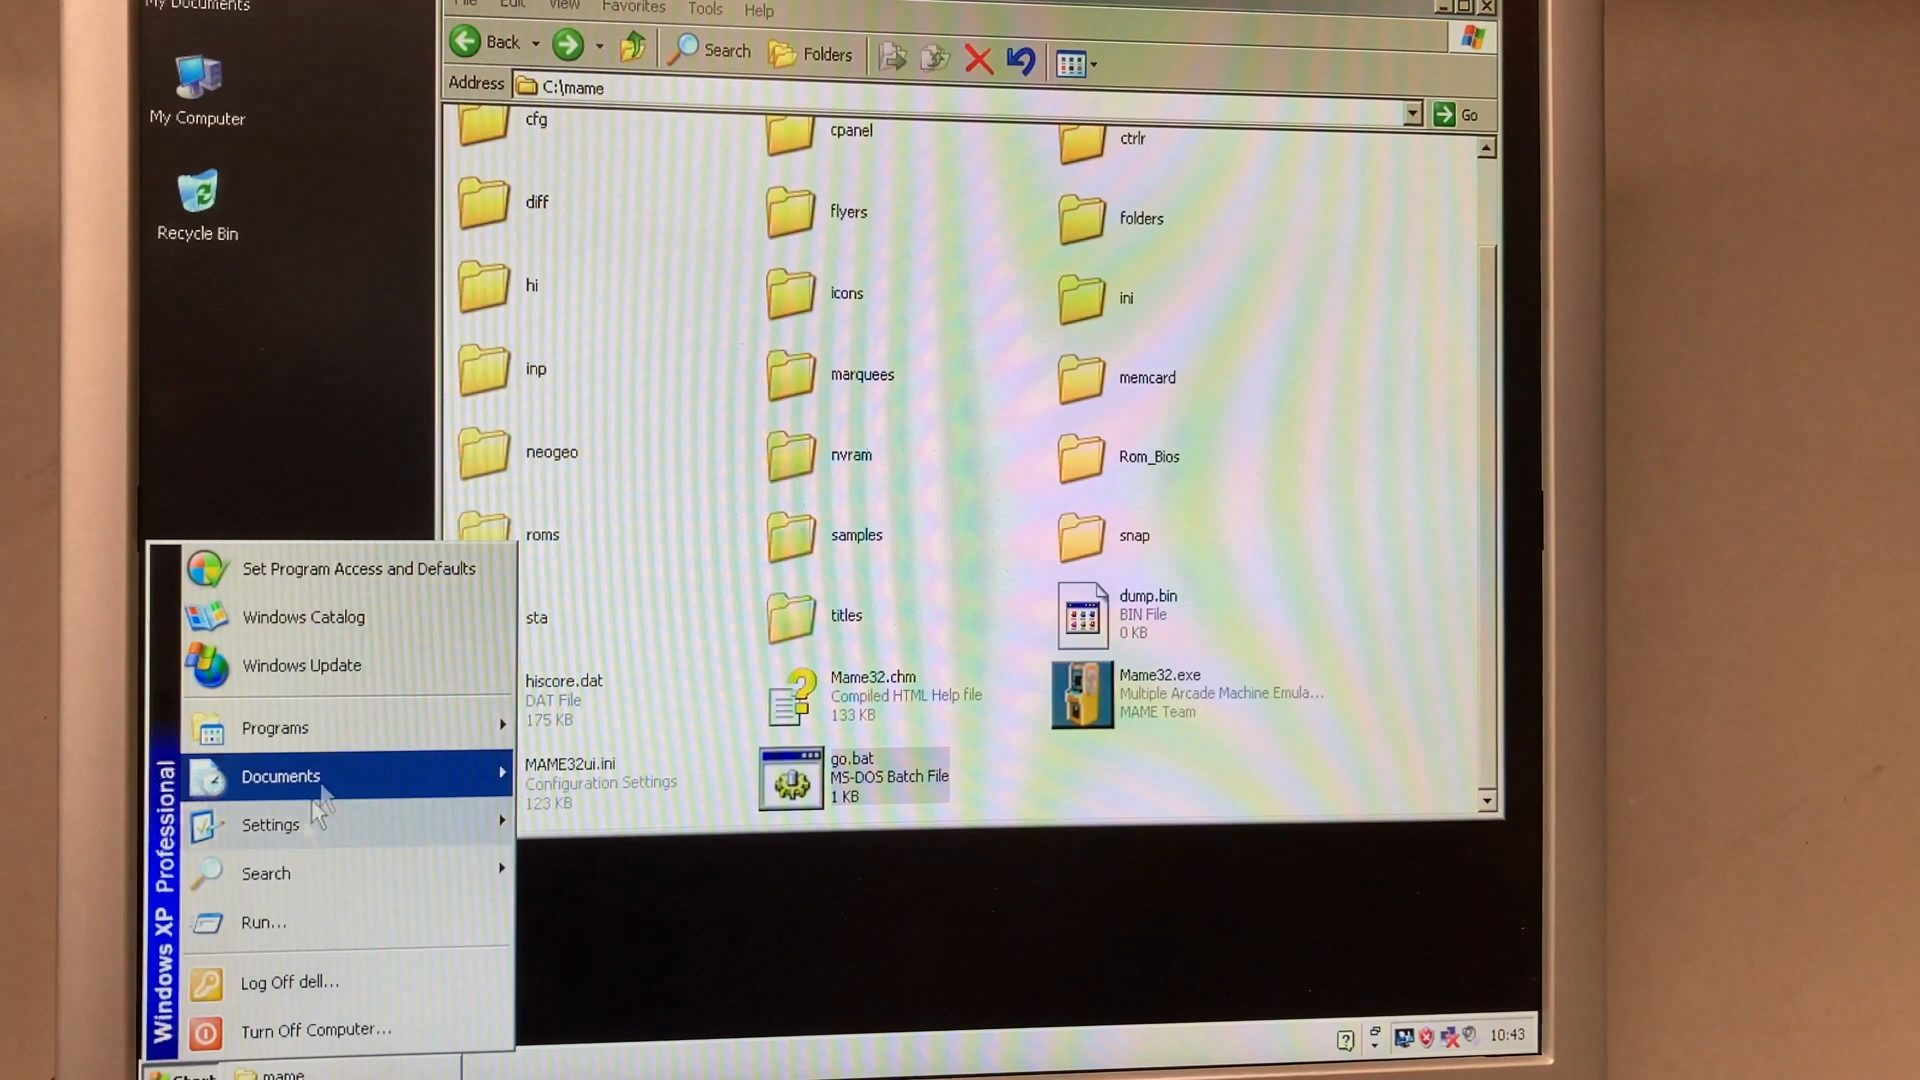 My Documents
My Computer
Recycle Bin
File Edit View Favorites Tools Help
Back Search Folders
Address C:\mame Go
cfg cpanel ctrlr
diff flyers folders
hi icons ini
inp marquees memcard
neogeo nvram Rom_Bios
roms samples snap
sta titles dump.bin
BIN File
0 KB
hiscore.dat
DAT File
175 KB
Mame32.chm
Compiled HTML Help file
133 KB
Mame32.exe
Multiple Arcade Machine Emula...
MAME Team
MAME32ui.ini
Configuration Settings
123 KB
go.bat
MS-DOS Batch File
1 KB
Set Program Access and Defaults
Windows Catalog
Windows Update
Programs
Documents
Settings
Search
Run...
Log Off dell...
Turn Off Computer...
Windows XP Professional
Start mame
10:43